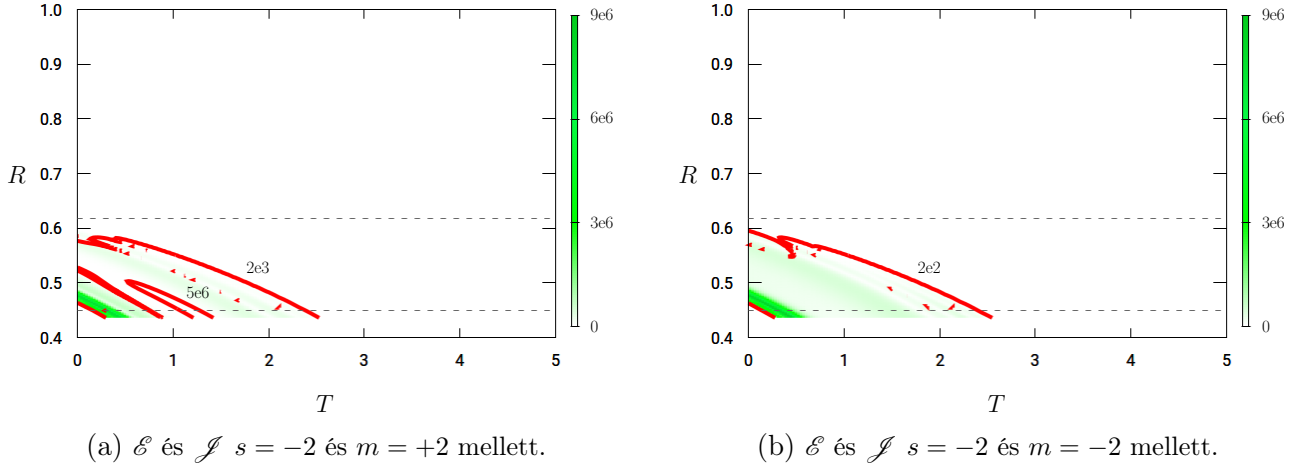 1.0
0.9
0.8
0.7
R
0.6
0.5
0.4
0 1 2 3 4 5
T
2e3
5e6
9e6
6e6
3e6
0
(a) ℰ és 𝒥 s = −2 és m = +2 mellett.
1.0
0.9
0.8
0.7
R
0.6
0.5
0.4
0 1 2 3 4 5
T
2e2
9e6
6e6
3e6
0
(b) ℰ és 𝒥 s = −2 és m = −2 mellett.